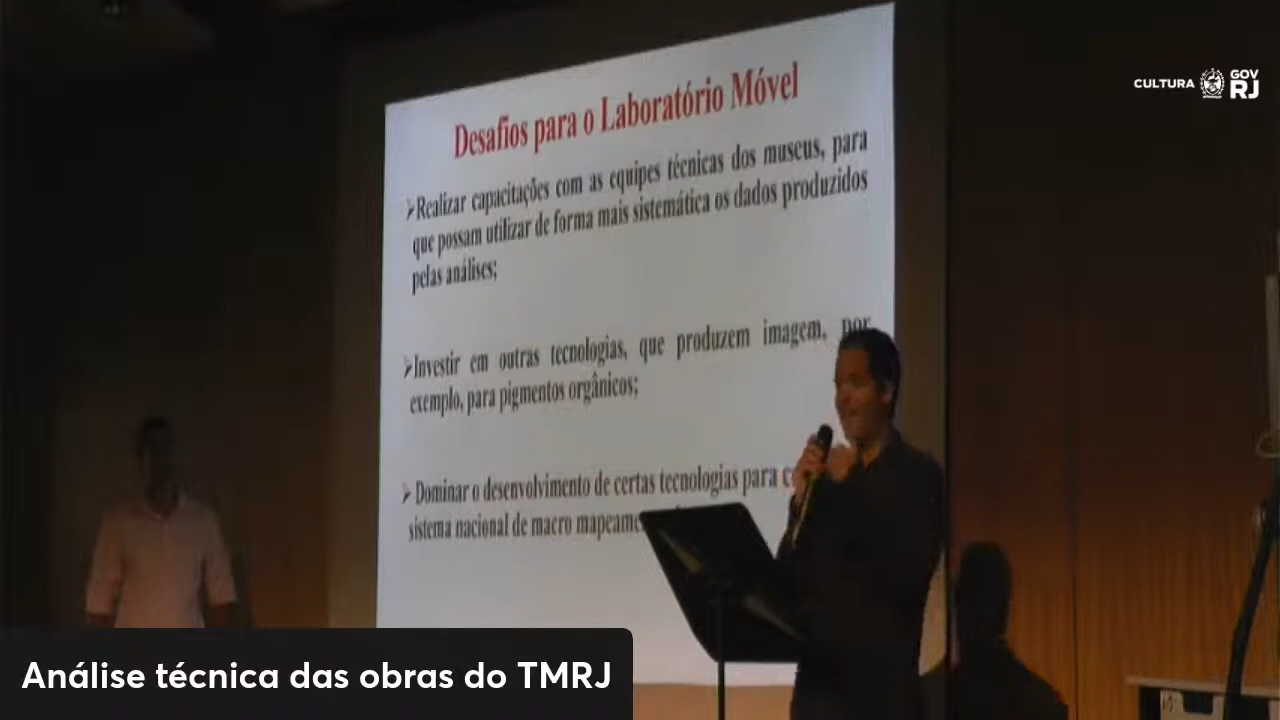 CULTURA GOV RJ
Desafios para o Laboratório Móvel
➢Realizar capacitações com as equipes técnicas dos museus, para
que possam utilizar de forma mais sistemática os dados produzidos
pelas análises;
➢Investir em outras tecnologias, que produzem imagem, por
exemplo, para pigmentos orgânicos;
➢ Dominar o desenvolvimento de certas tecnologias para
sistema nacional de macro
Análise técnica das obras do TMRJ